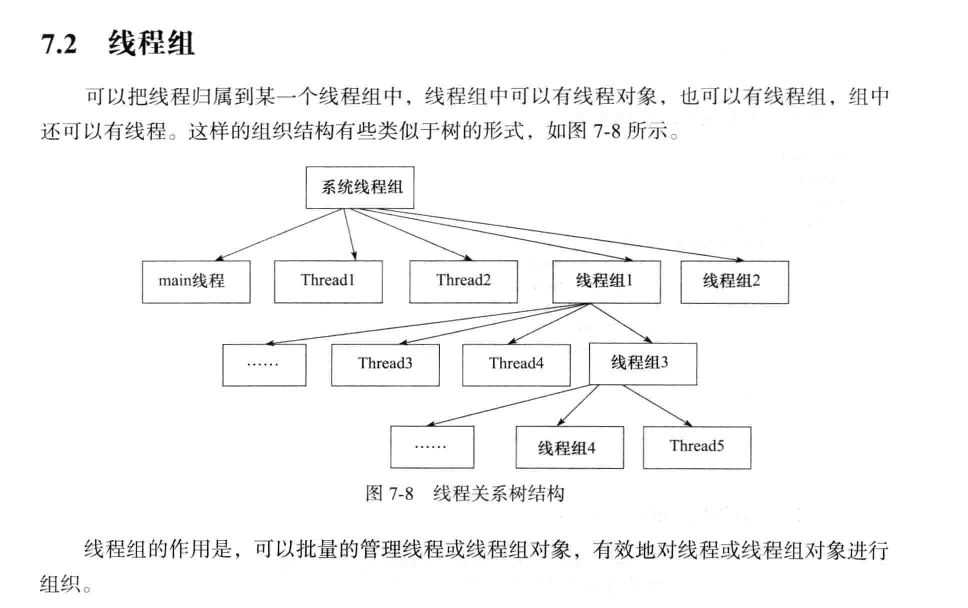 7.2 线程组
可以把线程归属到某一个线程组中，线程组中可以有线程对象，也可以有线程组，组中
还可以有线程。这样的组织结构有些类似于树的形式，如图 7-8 所示。
系统线程组
main线程 Thread1 Thread2 线程组1 线程组2
…… Thread3 Thread4 线程组3
…… 线程组4 Thread5
图 7-8 线程关系树结构
线程组的作用是，可以批量的管理线程或线程组对象，有效地对线程或线程组对象进行
组织。